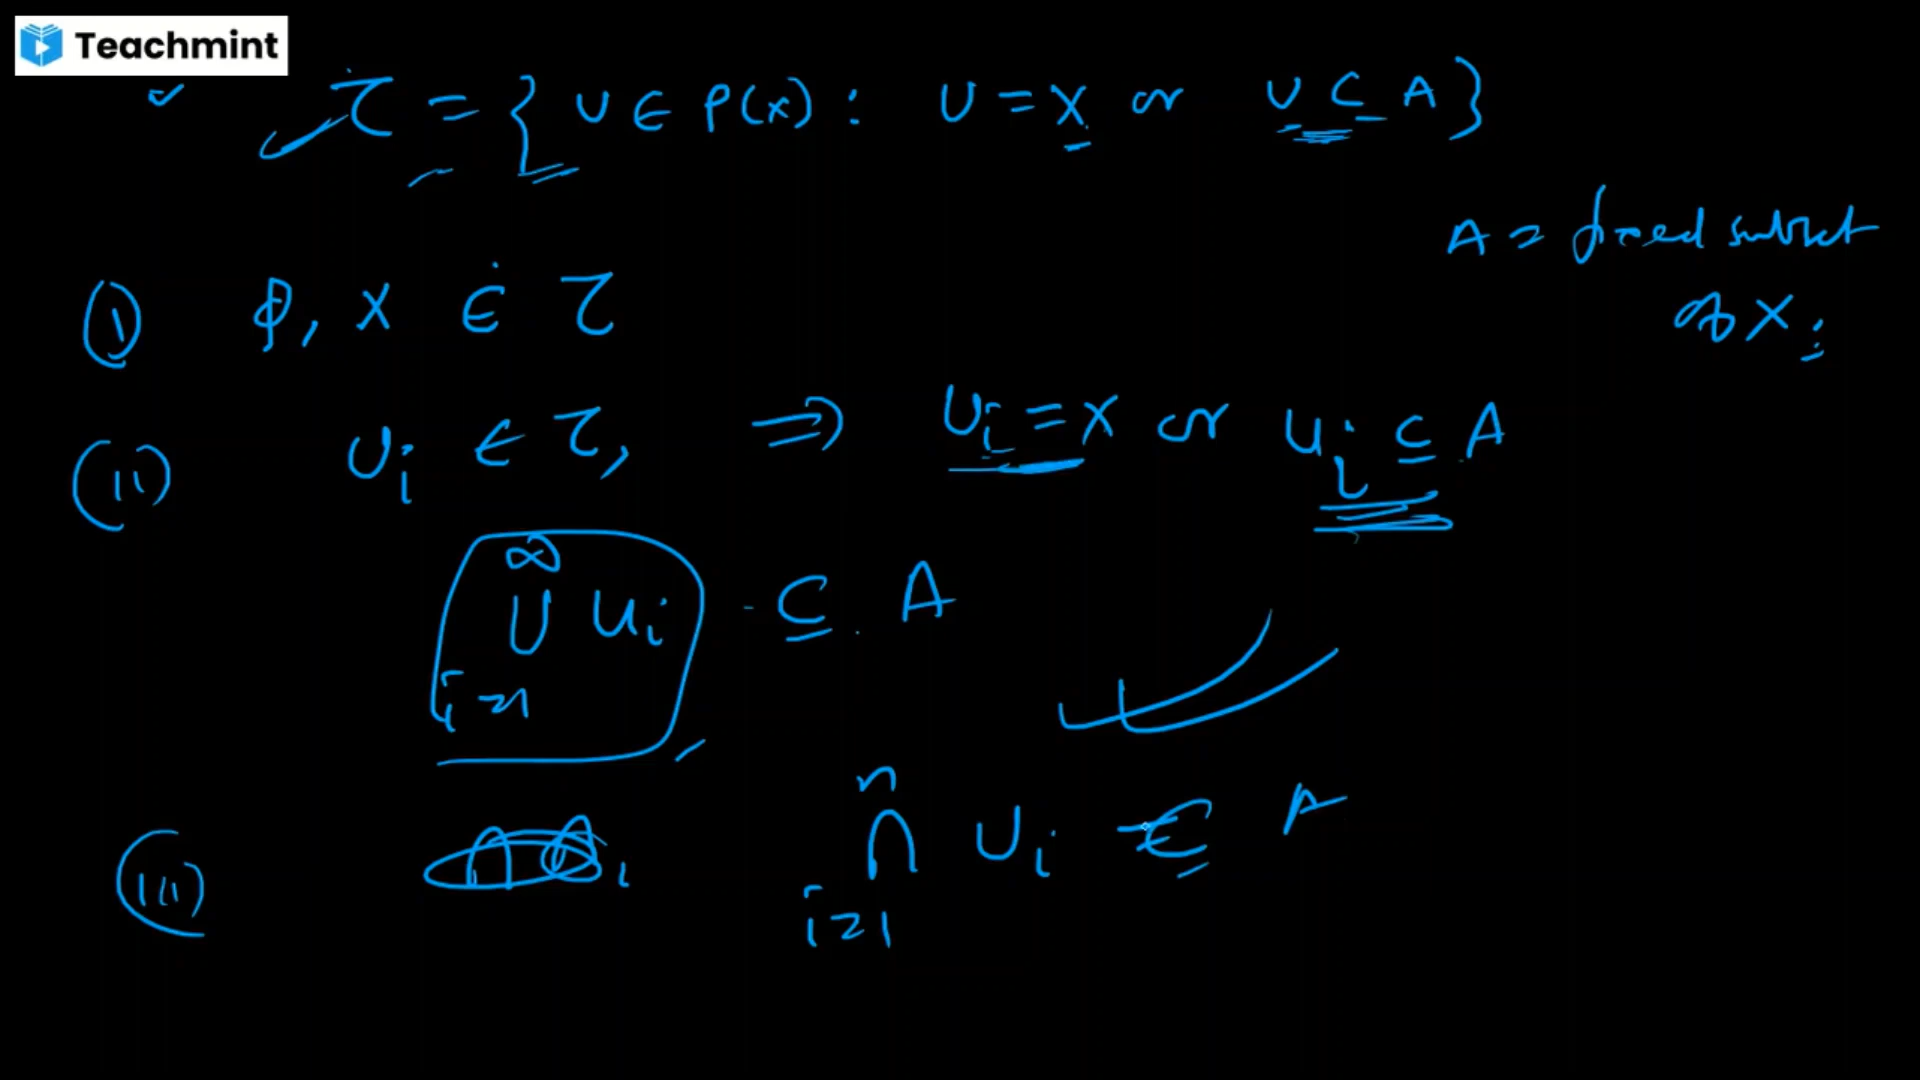 Teachmint
τ = { U ∈ P(X) : U = X or U ⊆ A }
A = fixed subset
of X.
(i) φ, X ∈ τ
(ii) Ui ∈ τ, ⇒ Ui = X or Ui ⊆ A
∞
∪ Ui ⊆ A
i=1
n
(iii) ∩ Ui ⊆ A
i=1